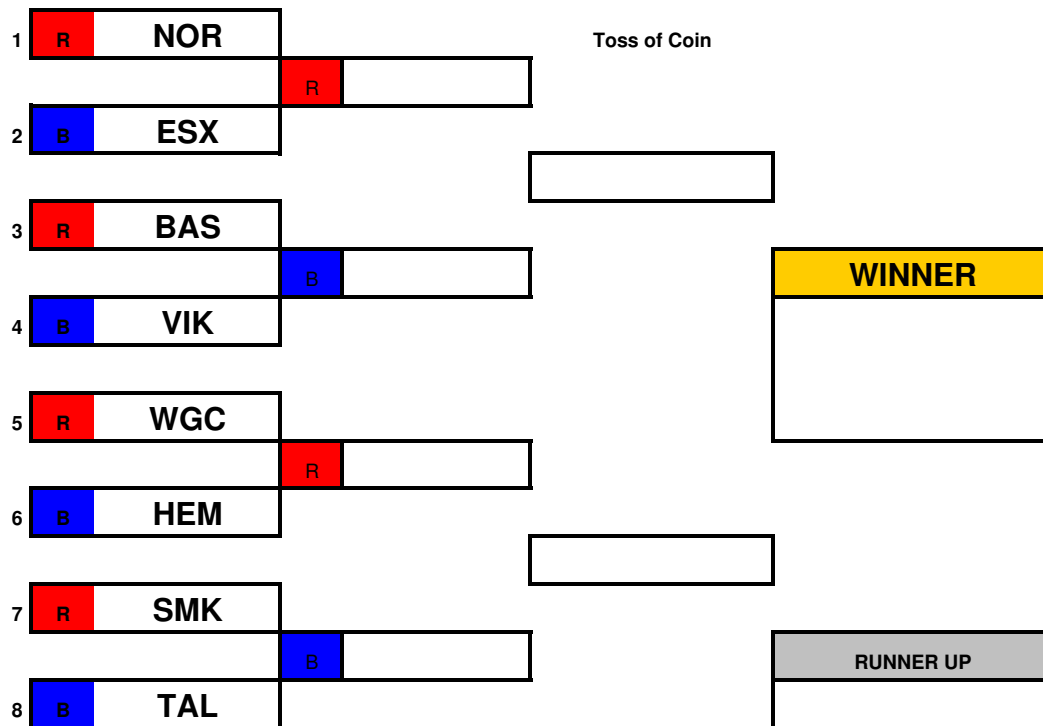 1 R NOR Toss of Coin
R
2 B ESX
3 R BAS
B WINNER
4 B VIK
5 R WGC
R
6 B HEM
7 R SMK
B RUNNER UP
8 B TAL